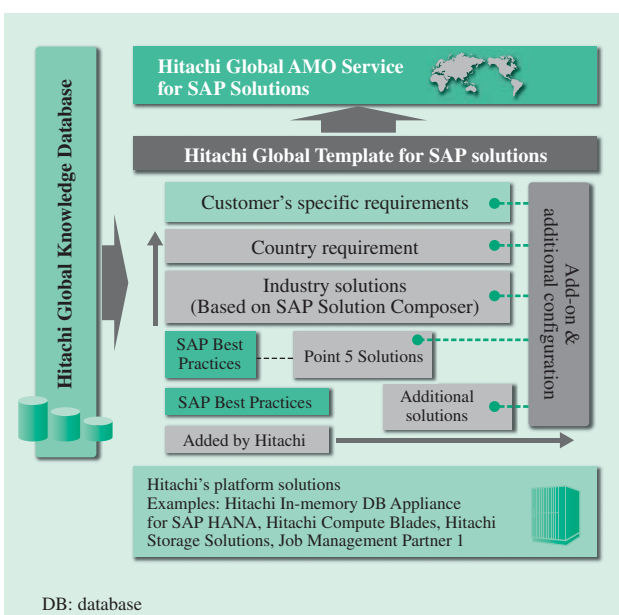 Hitachi Global Knowledge Database
Hitachi Global AMO Service
for SAP Solutions
Hitachi Global Template for SAP solutions
Customer's specific requirements
Country requirement
Industry solutions
(Based on SAP Solution Composer)
SAP Best
Practices
Point 5 Solutions
SAP Best Practices
Additional
solutions
Added by Hitachi
Add-on &
additional configuration
Hitachi's platform solutions
Examples: Hitachi In-memory DB Appliance
for SAP HANA, Hitachi Compute Blades, Hitachi
Storage Solutions, Job Management Partner 1
DB: database